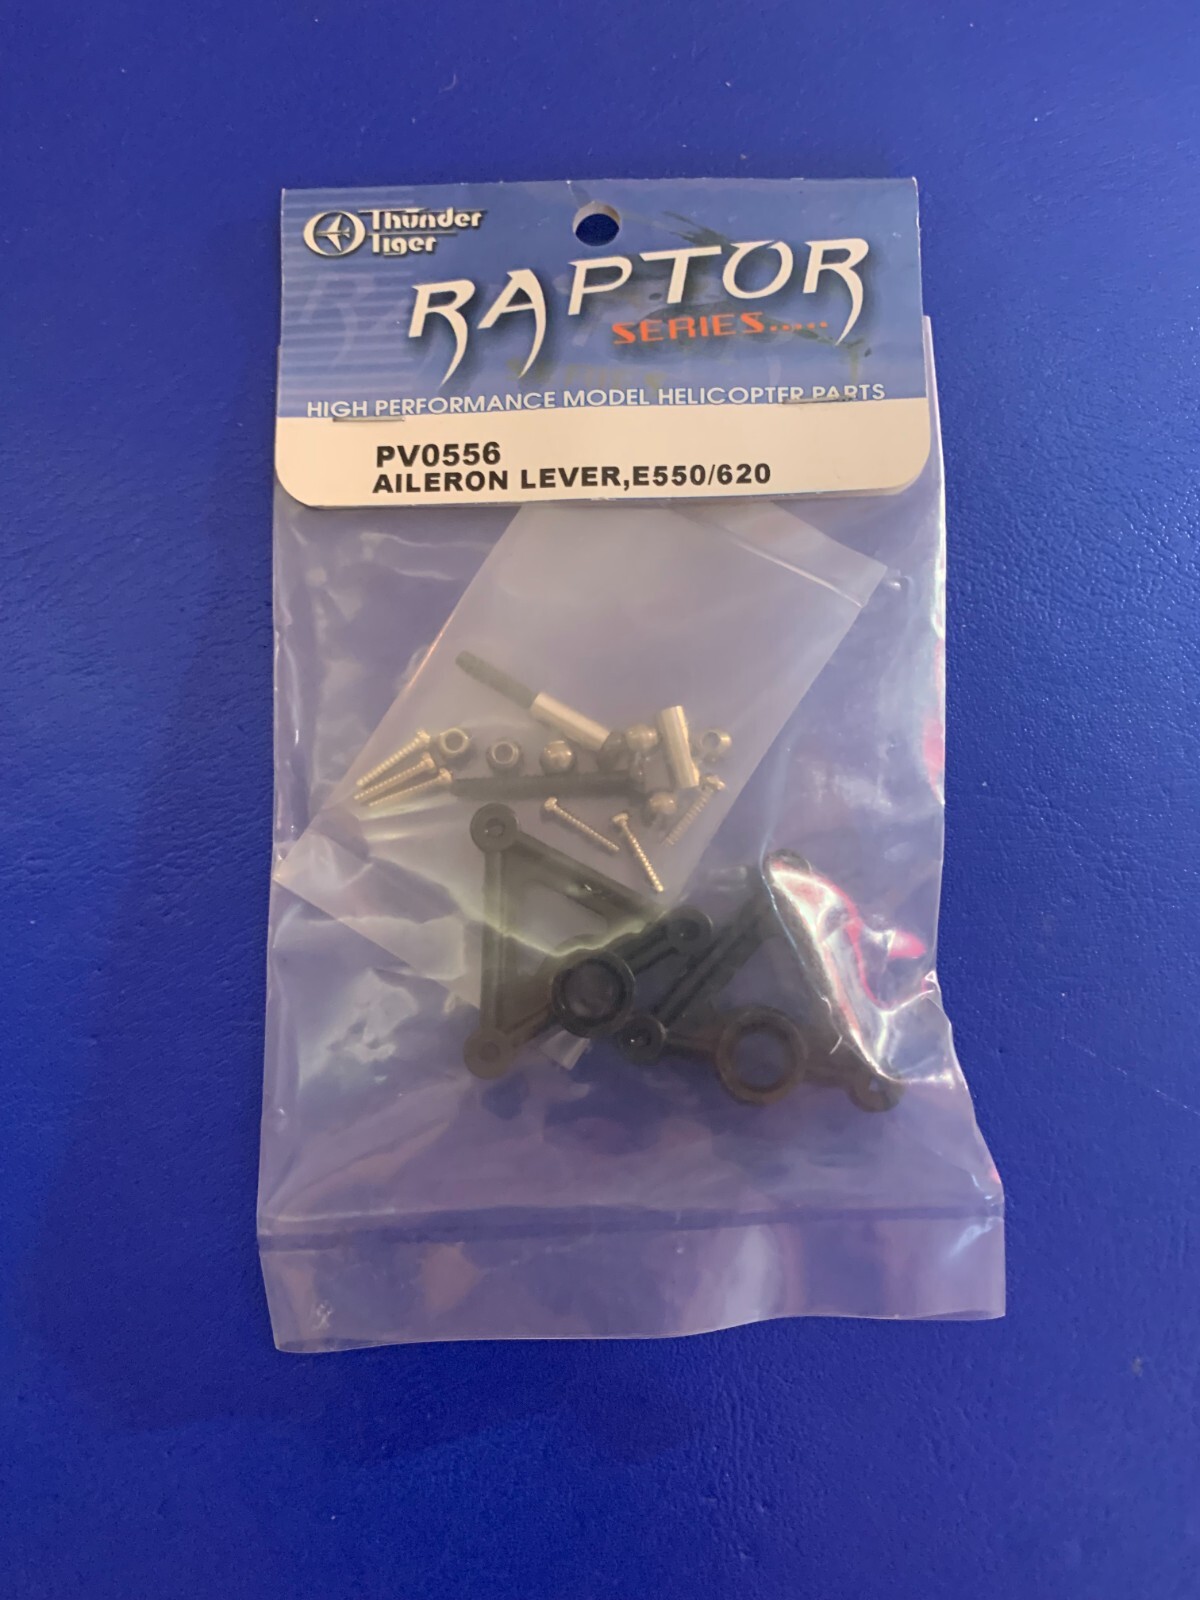 Thunder
Tiger
RAPTOR
SERIES.....
HIGH PERFORMANCE MODEL HELICOPTER PARTS
PV0556
AILERON LEVER,E550/620